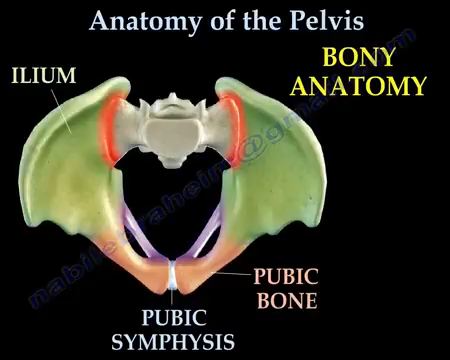 Anatomy of the Pelvis
BONY
ANATOMY
ILIUM
PUBIC
BONE
PUBIC
SYMPHYSIS